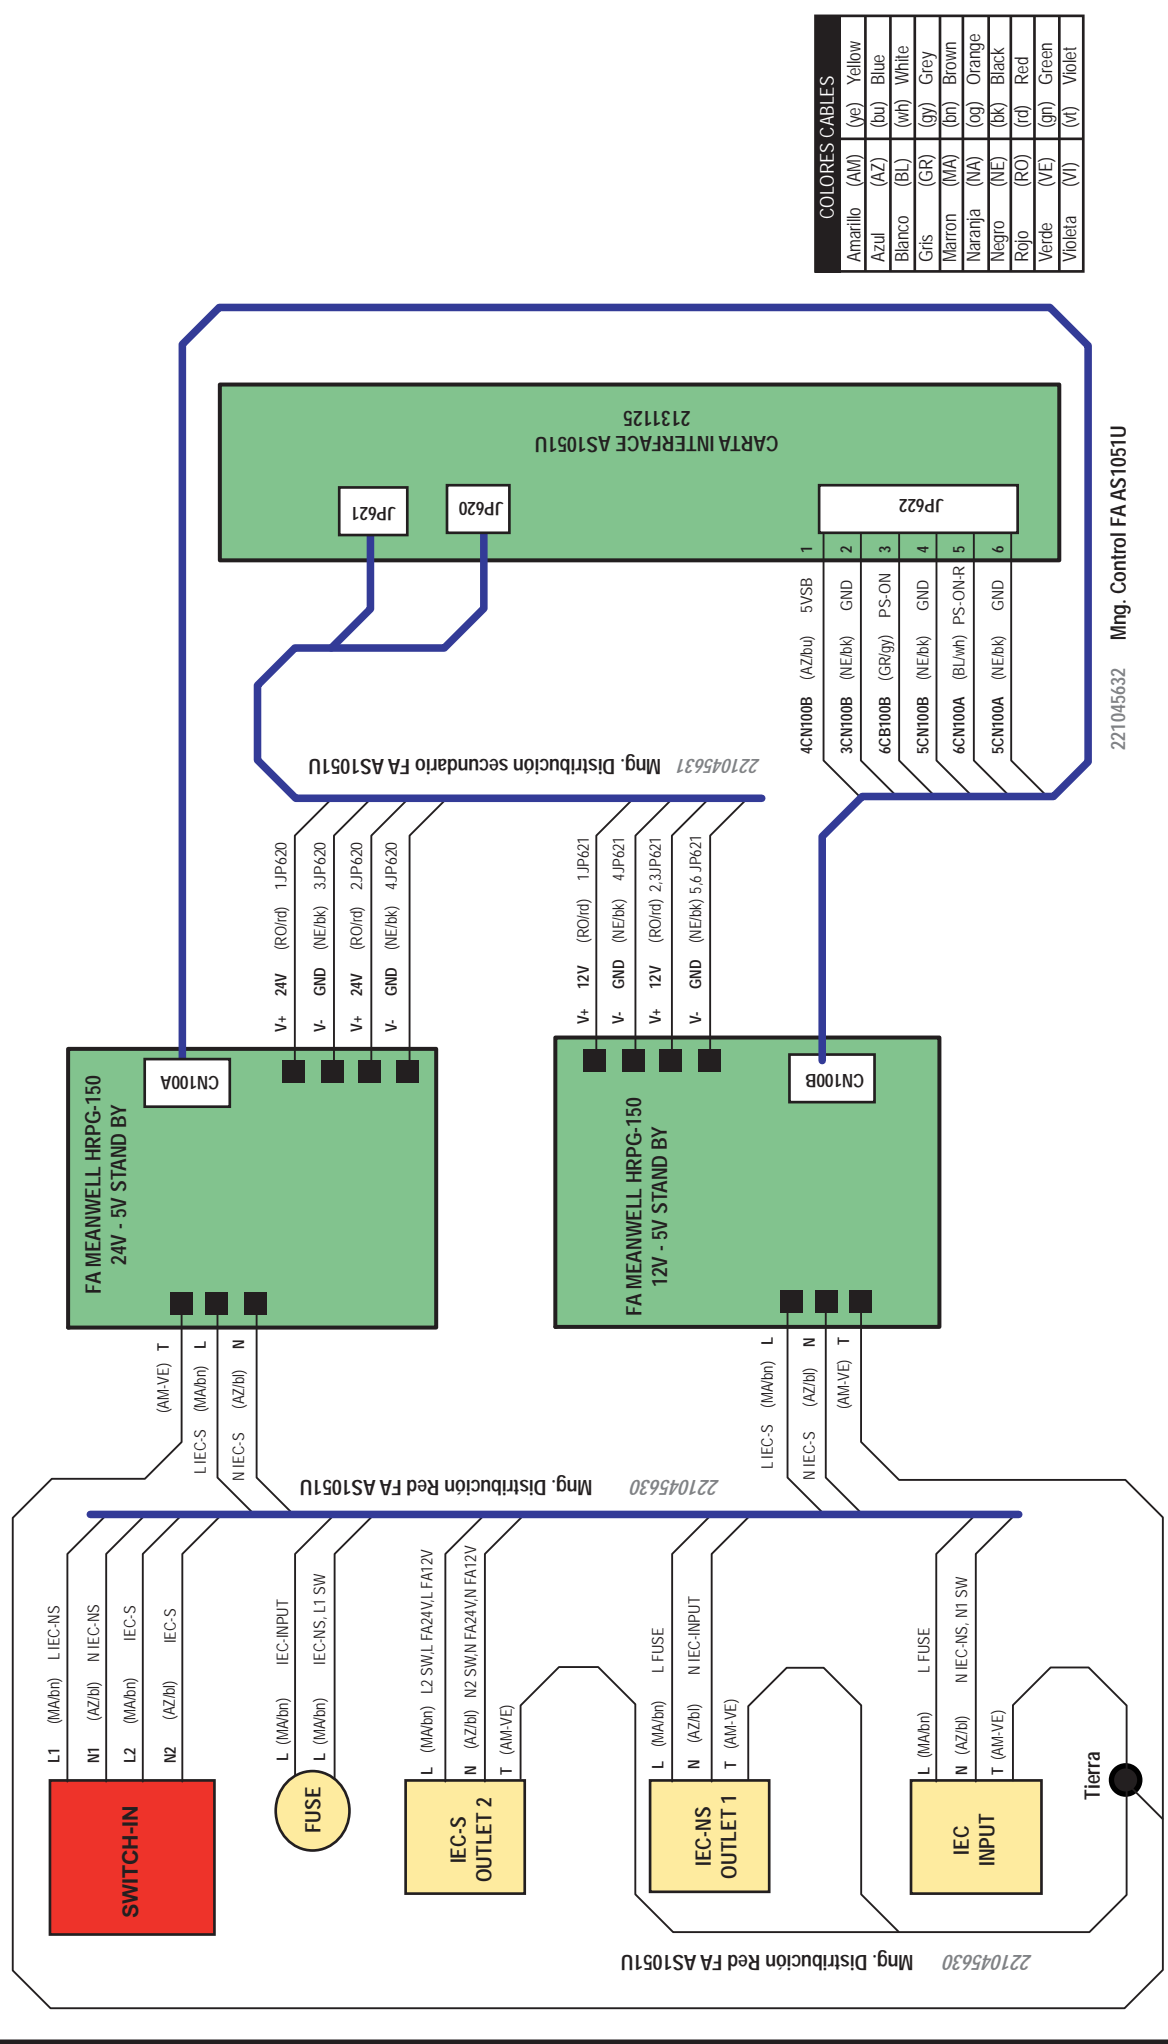 COLORES CABLES
Amarillo (AM) (ye) Yellow
Azul (AZ) (bu) Blue
Blanco (BL) (wh) White
Gris (GR) (gy) Grey
Marron (MA) (bn) Brown
Naranja (NA) (og) Orange
Negro (NE) (bk) Black
Rojo (RO) (rd) Red
Verde (VE) (gn) Green
Violeta (VI) (vt) Violet
CARTA INTERFACE AS1051U
2131125
JP621
JP620
JP622
4CN100B (AZ/bu) 5VSB 1
3CN100B (NE/bk) GND 2
6CB100B (GR/gy) PS-ON 3
5CN100B (NE/bk) GND 4
6CN100A (BL/wh) PS-ON-R 5
5CN100A (NE/bk) GND 6
221045632 Mng. Control FA AS1051U
Mng. Distribución secundario FA AS1051U 221045631
V+ 24V (RO/rd) 1JP620
V- GND (NE/bk) 3JP620
V+ 24V (RO/rd) 2JP620
V- GND (NE/bk) 4JP620
V+ 12V (RO/rd) 1JP621
V- GND (NE/bk) 4JP621
V+ 12V (RO/rd) 2,3JP621
V- GND (NE/bk) 5,6 JP621
FA MEANWELL HRPG-150
24V - 5V STAND BY
CN100A
FA MEANWELL HRPG-150
12V - 5V STAND BY
CN100B
(AM-VE) T
L IEC-S (MA/bn) L
N IEC-S (AZ/bl) N
L IEC-S (MA/bn) L
N IEC-S (AZ/bl) N
(AM-VE) T
Mng. Distribución Red FA AS1051U 221045630
L1 (MA/bn) L IEC-NS
N1 (AZ/bl) N IEC-NS
L2 (MA/bn) IEC-S
N2 (AZ/bl) IEC-S
L (MA/bn) IEC-INPUT
L (MA/bn) IEC-NS, L1 SW
L (MA/bn) L2 SW,L FA24V,L FA12V
N (AZ/bl) N2 SW,N FA24V,N FA12V
T (AM-VE)
L (MA/bn) L FUSE
N (AZ/bl) N IEC-INPUT
T (AM-VE)
L (MA/bn) L FUSE
N (AZ/bl) N IEC-NS, N1 SW
T (AM-VE)
SWITCH-IN
FUSE
IEC-S
OUTLET 2
IEC-NS
OUTLET 1
IEC
INPUT
Tierra
Mng. Distribución Red FA AS1051U 221045630